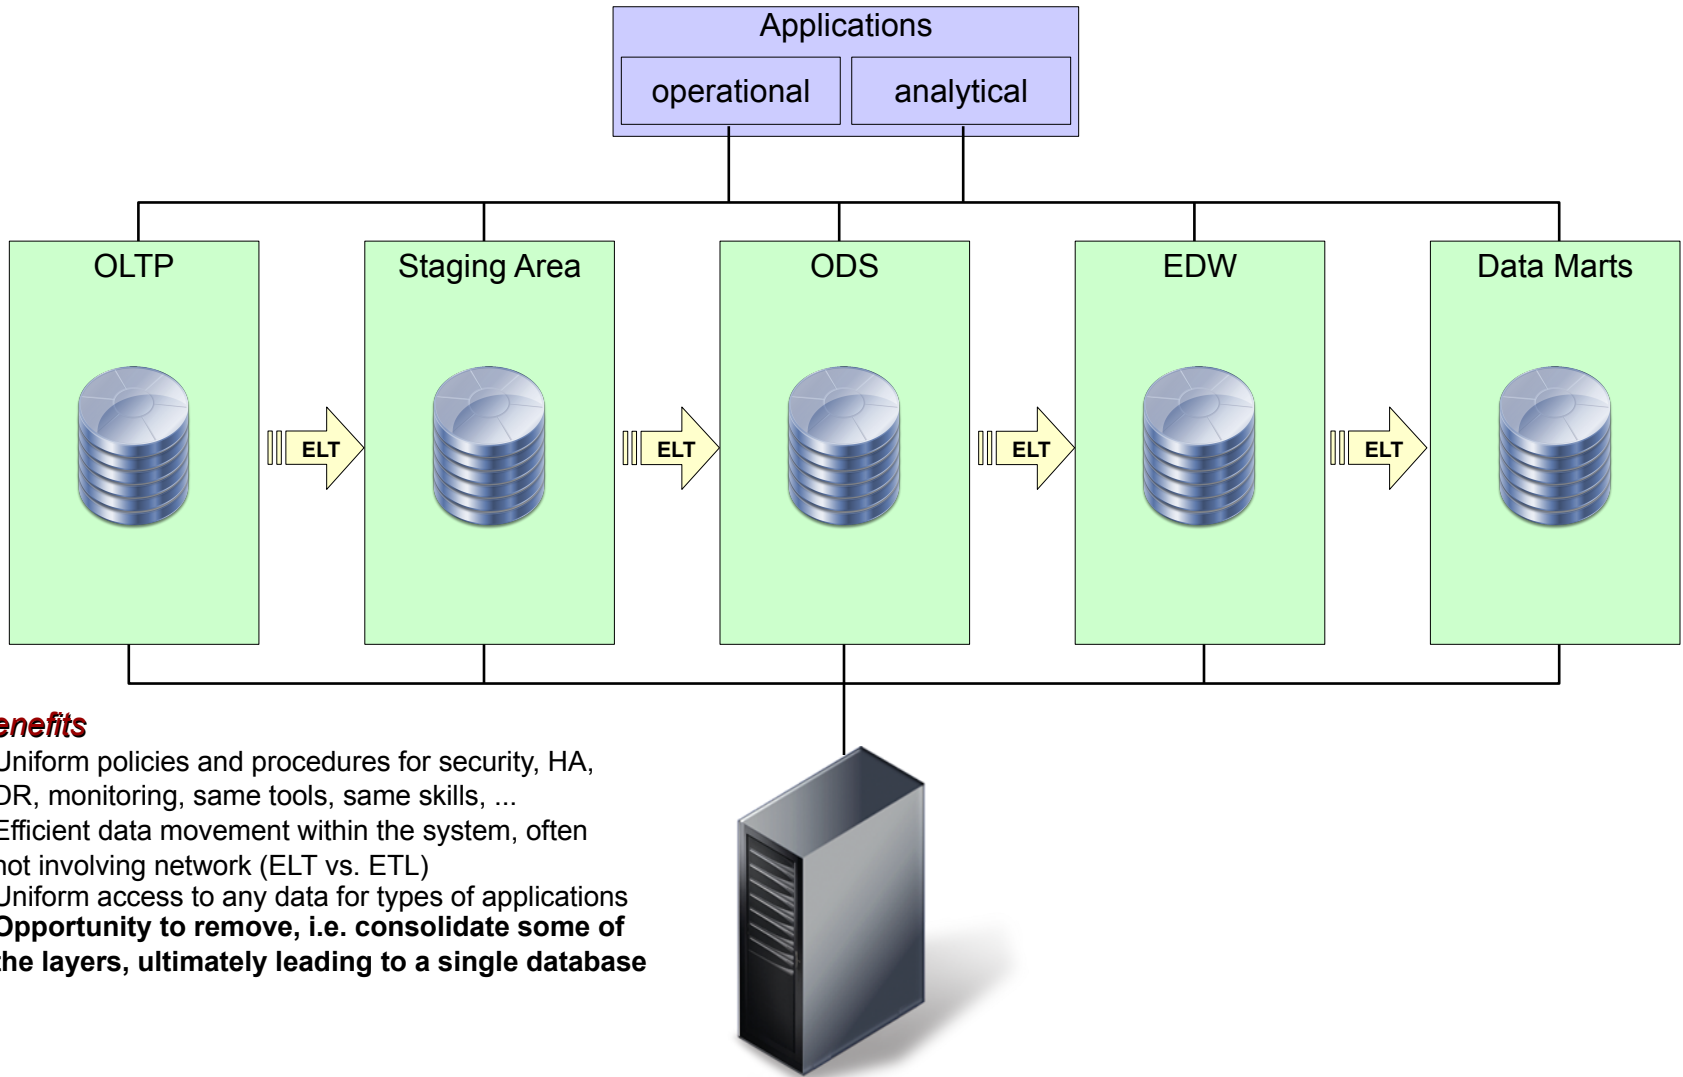 Applications
operational
analytical
OLTP
Staging Area
ODS
EDW
Data Marts
ELT
ELT
ELT
ELT
enefits
Uniform policies and procedures for security, HA,
DR, monitoring, same tools, same skills, ...
Efficient data movement within the system, often
not involving network (ELT vs. ETL)
Uniform access to any data for types of applications
Opportunity to remove, i.e. consolidate some of
the layers, ultimately leading to a single database